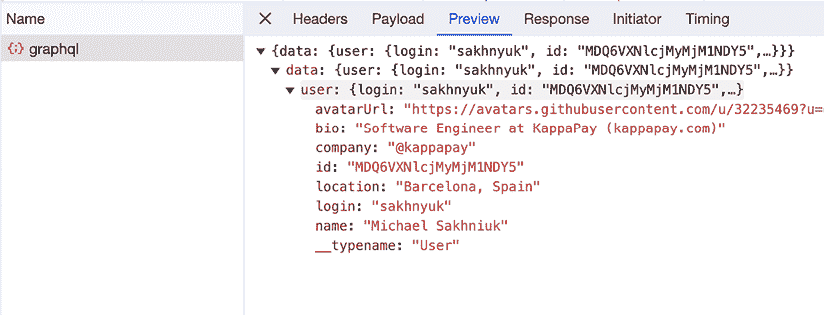 Name
Headers Payload Preview Response Initiator Timing
{;} graphql
{data: {user: {login: "sakhnyuk", id: "MDQ6VXNlcjMyMjM1NDY5",…}}}
data: {user: {login: "sakhnyuk", id: "MDQ6VXNlcjMyMjM1NDY5",…}}
user: {login: "sakhnyuk", id: "MDQ6VXNlcjMyMjM1NDY5",…}
avatarUrl: "https://avatars.githubusercontent.com/u/32235469?u=
bio: "Software Engineer at KappaPay (kappapay.com)"
company: "@kappapay"
id: "MDQ6VXNlcjMyMjM1NDY5"
location: "Barcelona, Spain"
login: "sakhnyuk"
name: "Michael Sakhniuk"
__typename: "User"